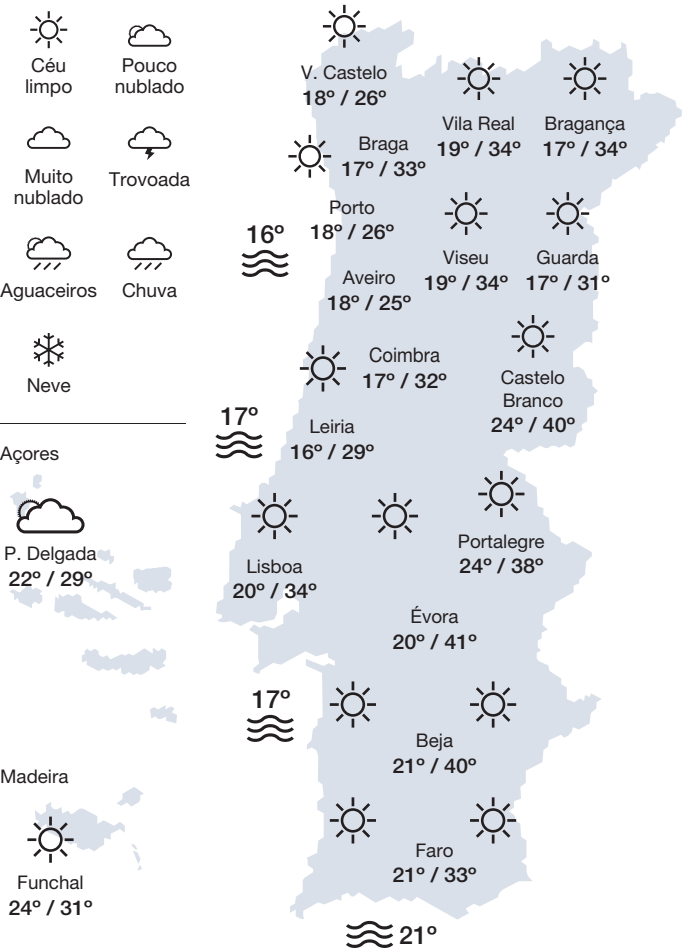 Céu
limpo
Pouco
nublado
Muito
nublado
Trovoada
Aguaceiros
Chuva
Neve
Açores
P. Delgada
22º / 29º
Madeira
Funchal
24º / 31º
V. Castelo
18º / 26º
Vila Real
19º / 34º
Bragança
17º / 34º
Braga
17º / 33º
Porto
18º / 26º
16º
Viseu
19º / 34º
Guarda
17º / 31º
Aveiro
18º / 25º
Coimbra
17º / 32º
Castelo
Branco
24º / 40º
17º
Leiria
16º / 29º
Lisboa
20º / 34º
Portalegre
24º / 38º
Évora
20º / 41º
17º
Beja
21º / 40º
Faro
21º / 33º
21º